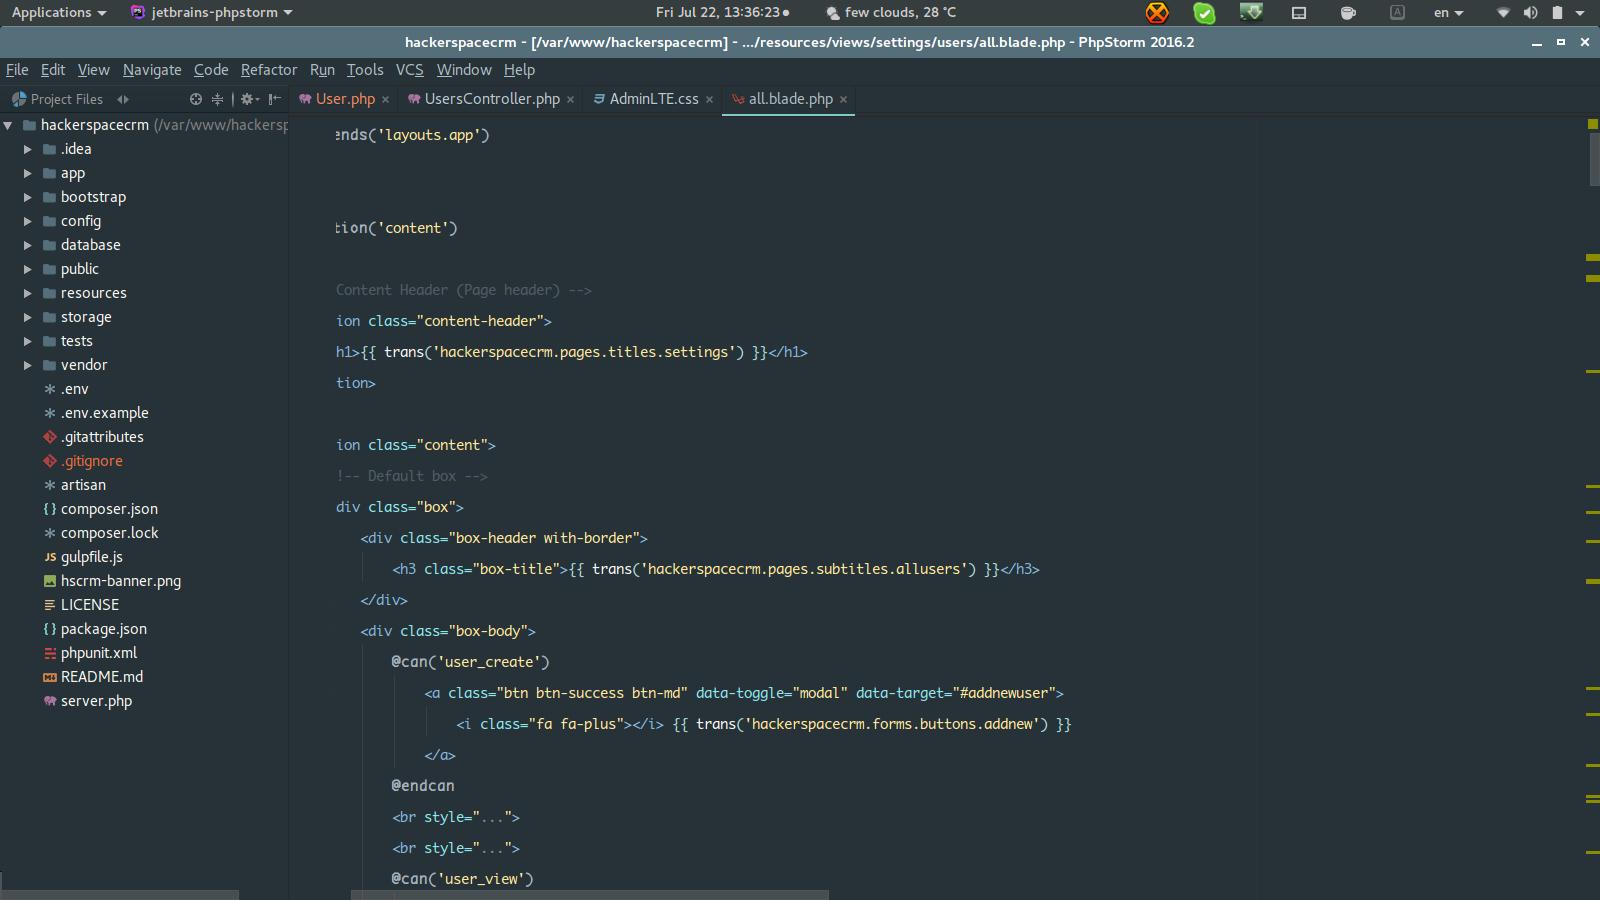 Applications jetbrains-phpstorm Fri Jul 22, 13:36:23 few clouds, 28 °C A en
hackerspacecrm - [/var/www/hackerspacecrm] - .../resources/views/settings/users/all.blade.php - PhpStorm 2016.2
File Edit View Navigate Code Refactor Run Tools VCS Window Help
Project Files User.php UsersController.php AdminLTE.css all.blade.php
hackerspacecrm (/var/www/hackersp
.idea
app
bootstrap
config
database
public
resources
storage
tests
vendor
.env
.env.example
.gitattributes
.gitignore
artisan
composer.json
composer.lock
gulpfile.js
hscrm-banner.png
LICENSE
package.json
phpunit.xml
README.md
server.php
ends('layouts.app')
tion('content')
Content Header (Page header) -->
ion class="content-header">
h1>{{ trans('hackerspacecrm.pages.titles.settings') }}</h1>
tion>
ion class="content">
!-- Default box -->
div class="box">
<div class="box-header with-border">
<h3 class="box-title">{{ trans('hackerspacecrm.pages.subtitles.allusers') }}</h3>
</div>
<div class="box-body">
@can('user_create')
<a class="btn btn-success btn-md" data-toggle="modal" data-target="#addnewuser">
<i class="fa fa-plus"></i> {{ trans('hackerspacecrm.forms.buttons.addnew') }}
</a>
@endcan
<br style="...">
<br style="...">
@can('user_view')